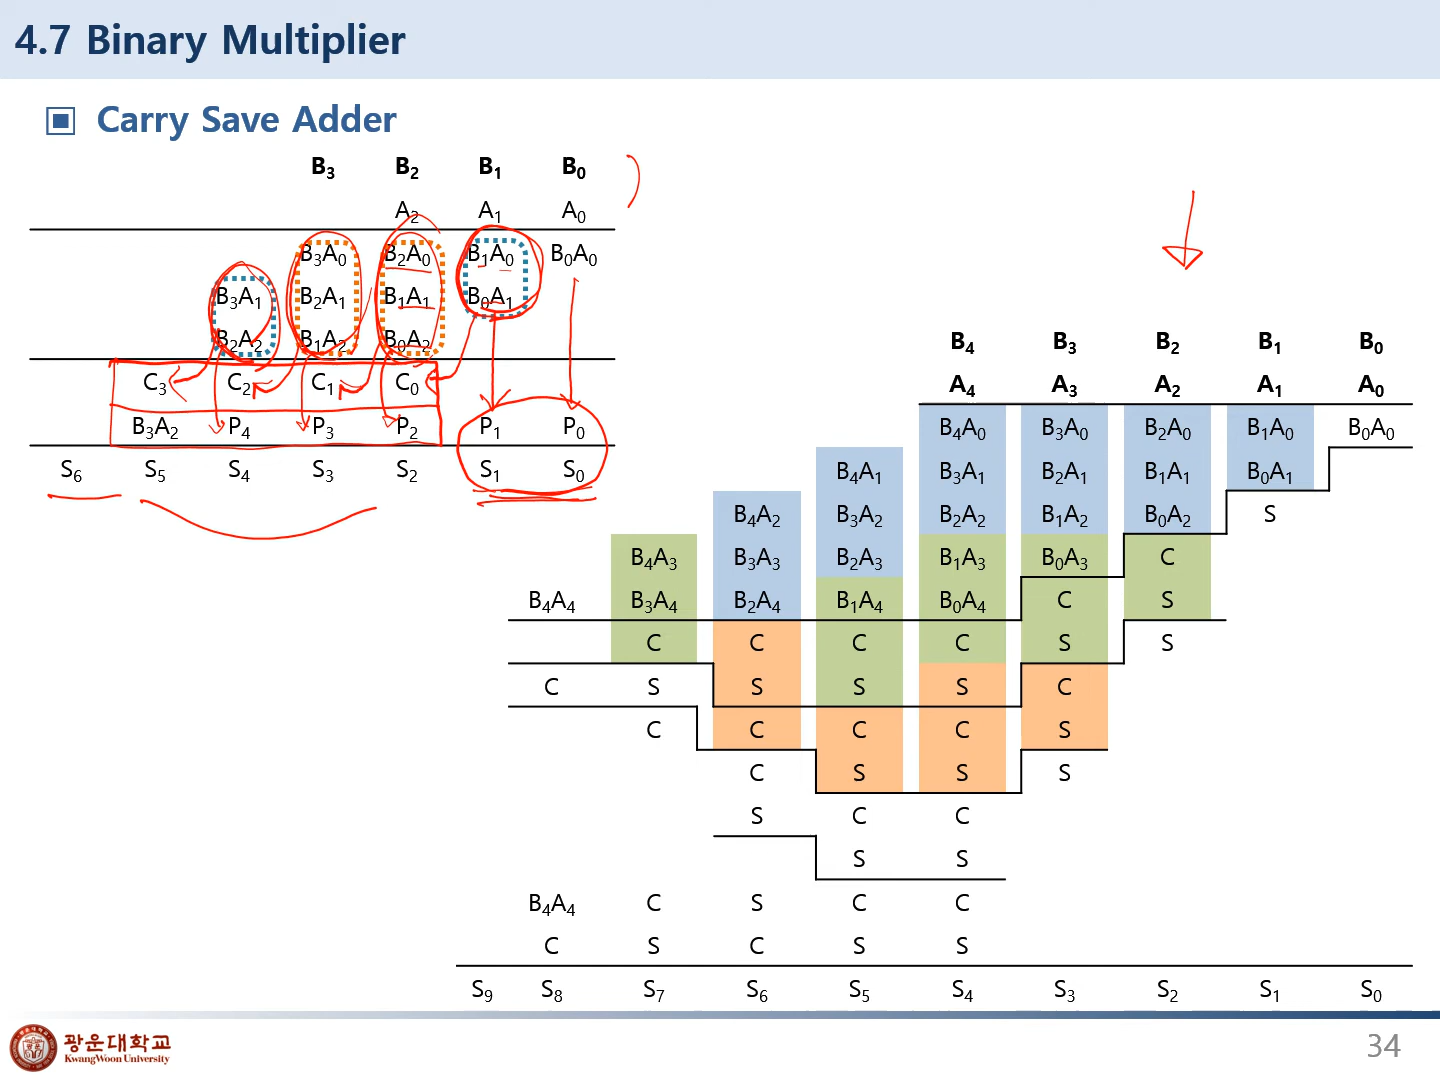 4.7 Binary Multiplier
Carry Save Adder
B₃ B₂ B₁ B₀
A₂ A₁ A₀
B₃A₀ B₂A₀ B₁A₀ B₀A₀
B₃A₁ B₂A₁ B₁A₁ B₀A₁
B₂A₂ B₁A₂ B₀A₂
C₃ C₂ C₁ C₀
B₃A₂ P₄ P₃ P₂ P₁ P₀
S₆ S₅ S₄ S₃ S₂ S₁ S₀
B₄ B₃ B₂ B₁ B₀
A₄ A₃ A₂ A₁ A₀
B₄A₀ B₃A₀ B₂A₀ B₁A₀ B₀A₀
B₄A₁ B₃A₁ B₂A₁ B₁A₁ B₀A₁
B₄A₂ B₃A₂ B₂A₂ B₁A₂ B₀A₂ S
B₄A₃ B₃A₃ B₂A₃ B₁A₃ B₀A₃ C
B₄A₄ B₃A₄ B₂A₄ B₁A₄ B₀A₄ C S
C C C C S S
C S S S S C
C C C C S
C S S S
S C C
S S
B₄A₄ C S C C
C S C S S
S₉ S₈ S₇ S₆ S₅ S₄ S₃ S₂ S₁ S₀
광운대학교
KwangWoon University
34